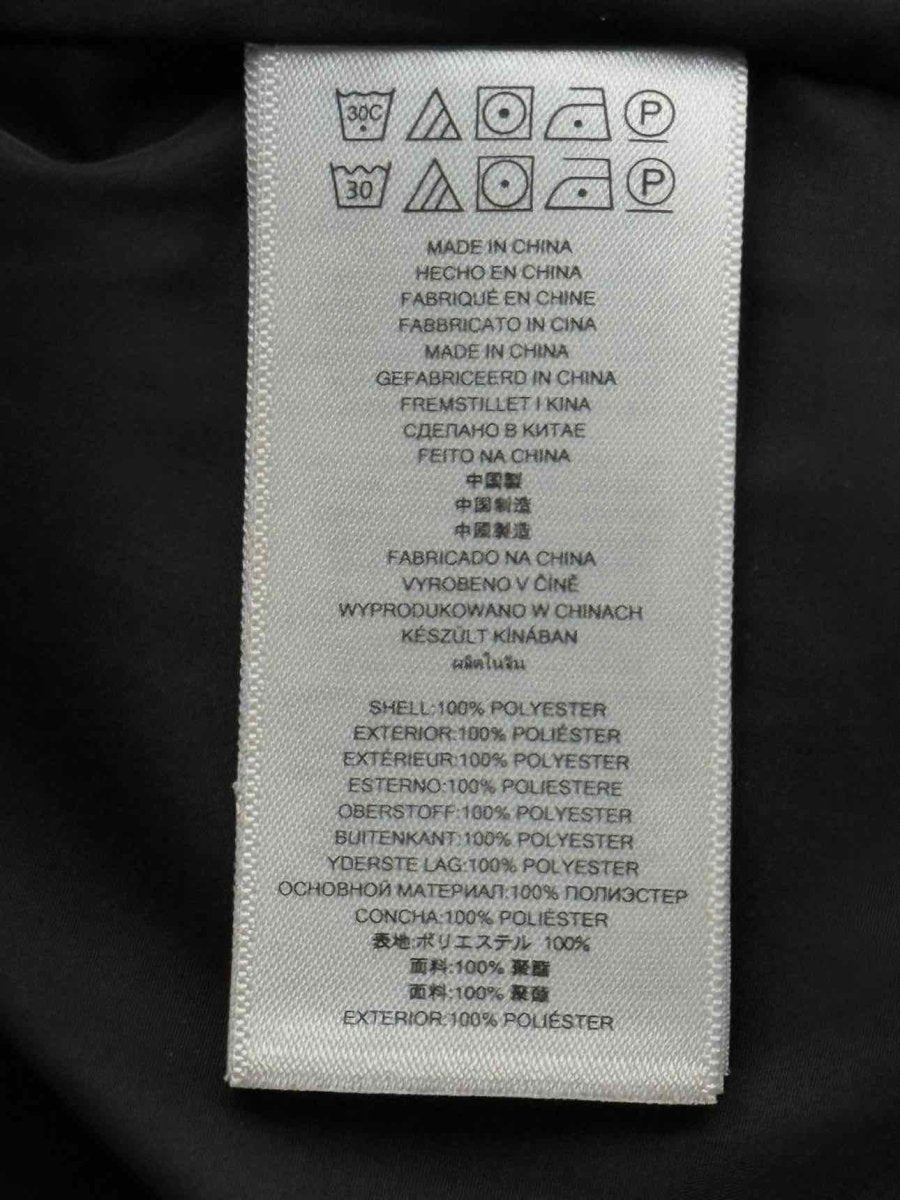 30C P
30 P
MADE IN CHINA
HECHO EN CHINA
FABRIQUÉ EN CHINE
FABBRICATO IN CINA
MADE IN CHINA
GEFABRICEERD IN CHINA
FREMSTILLET I KINA
СДЕЛАНО В КИТАЕ
FEITO NA CHINA
中国製
中国制造
中國製造
FABRICADO NA CHINA
VYROBENO V ČÍNĚ
WYPRODUKOWANO W CHINACH
KÉSZÜLT KÍNÁBAN
ผลิตในจีน
SHELL:100% POLYESTER
EXTERIOR:100% POLIÉSTER
EXTÉRIEUR:100% POLYESTER
ESTERNO:100% POLIESTERE
OBERSTOFF:100% POLYESTER
BUITENKANT:100% POLYESTER
YDERSTE LAG:100% POLYESTER
ОСНОВНОЙ МАТЕРИАЛ:100% ПОЛИЭСТЕР
CONCHA:100% POLIÉSTER
表地:ポリエステル 100%
面料:100% 聚酯
面料:100% 聚酯
EXTERIOR:100% POLIÉSTER